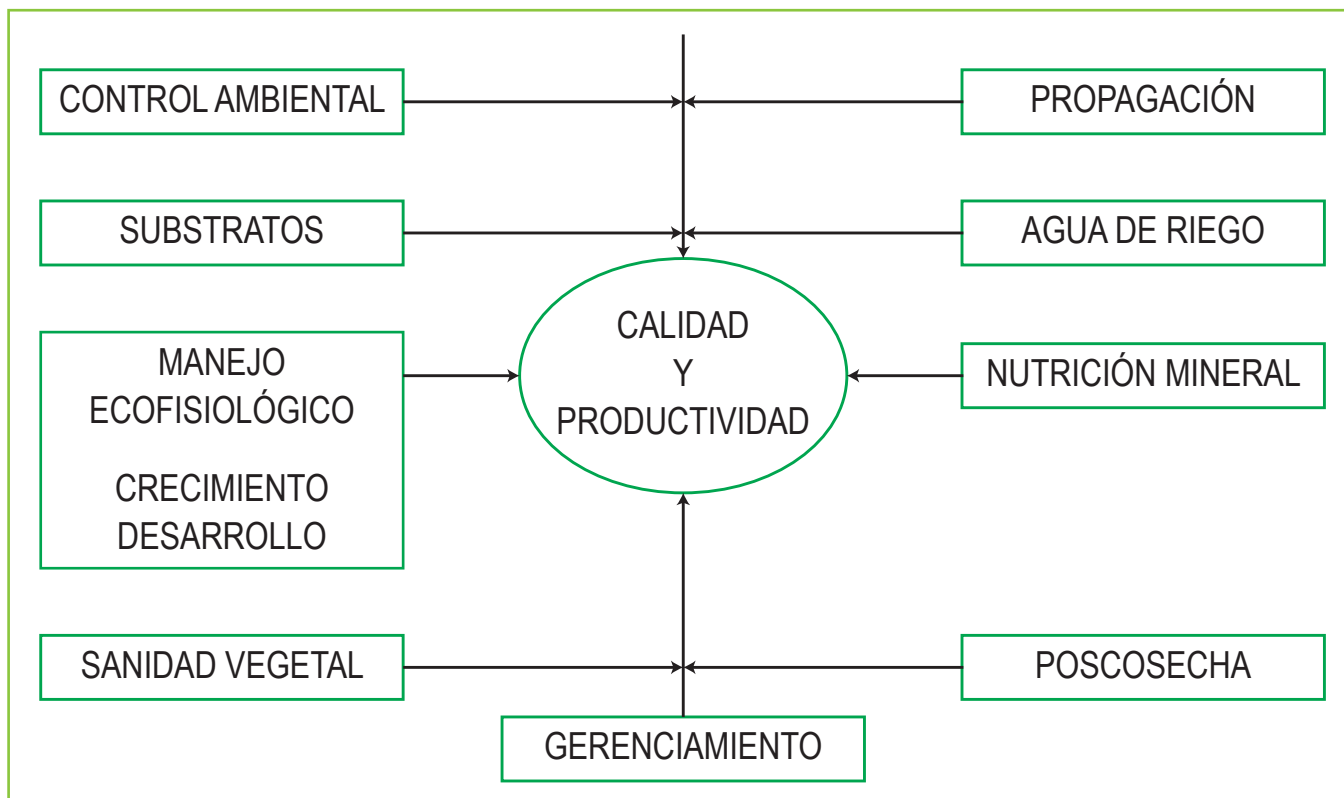 CONTROL AMBIENTAL
PROPAGACIÓN
SUBSTRATOS
AGUA DE RIEGO
MANEJO
ECOFISIOLÓGICO
CRECIMIENTO
DESARROLLO
CALIDAD
Y
PRODUCTIVIDAD
NUTRICIÓN MINERAL
SANIDAD VEGETAL
POSCOSECHA
GERENCIAMIENTO